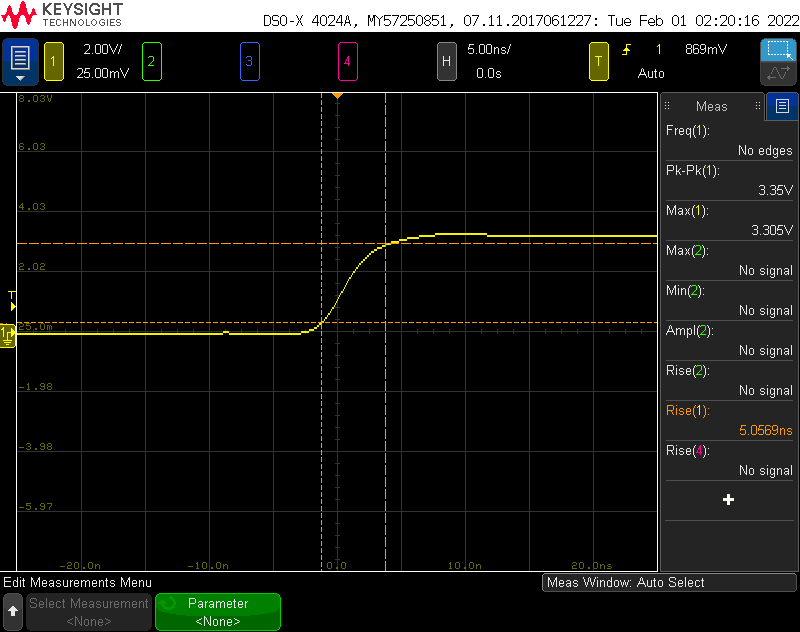 KEYSIGHT
TECHNOLOGIES
DSO-X 4024A, MY57250851, 07.11.2017061227: Tue Feb 01 02:20:16 2022
1 2.00V/ 2 3 4 H 5.00ns/ T 1 869mV
25.00mV 0.0s Auto
8.03V
6.03
4.03
2.02
T
1
25.0m
-1.98
-3.98
-5.97
-20.0n -10.0n 0.0 10.0n 20.0ns
Meas
Freq(1):
No edges
Pk-Pk(1):
3.35V
Max(1):
3.305V
Max(2):
No signal
Min(2):
No signal
Ampl(2):
No signal
Rise(2):
No signal
Rise(1):
5.0569ns
Rise(4):
No signal
Edit Measurements Menu
Meas Window: Auto Select
Select Measurement
<None>
Parameter
<None>